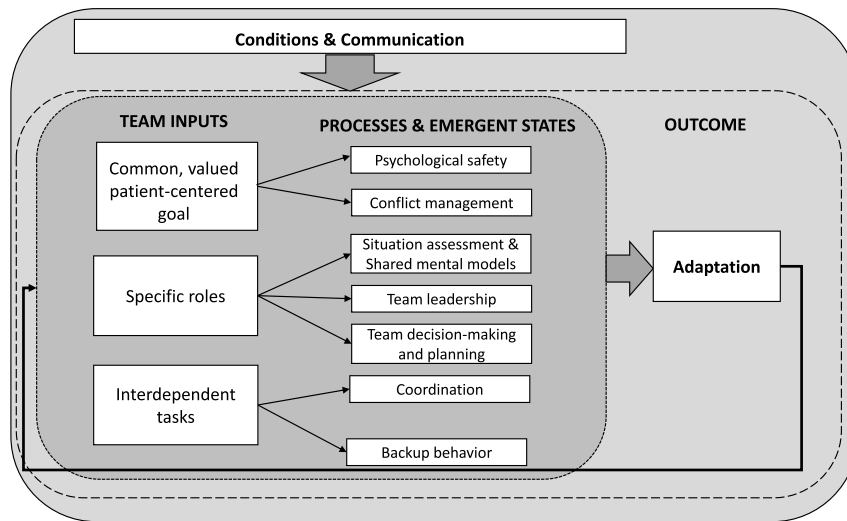 Conditions & Communication
TEAM INPUTS
PROCESSES & EMERGENT STATES
OUTCOME
Common, valued
patient-centered
goal
Psychological safety
Conflict management
Specific roles
Situation assessment &
Shared mental models
Team leadership
Team decision-making
and planning
Adaptation
Interdependent
tasks
Coordination
Backup behavior